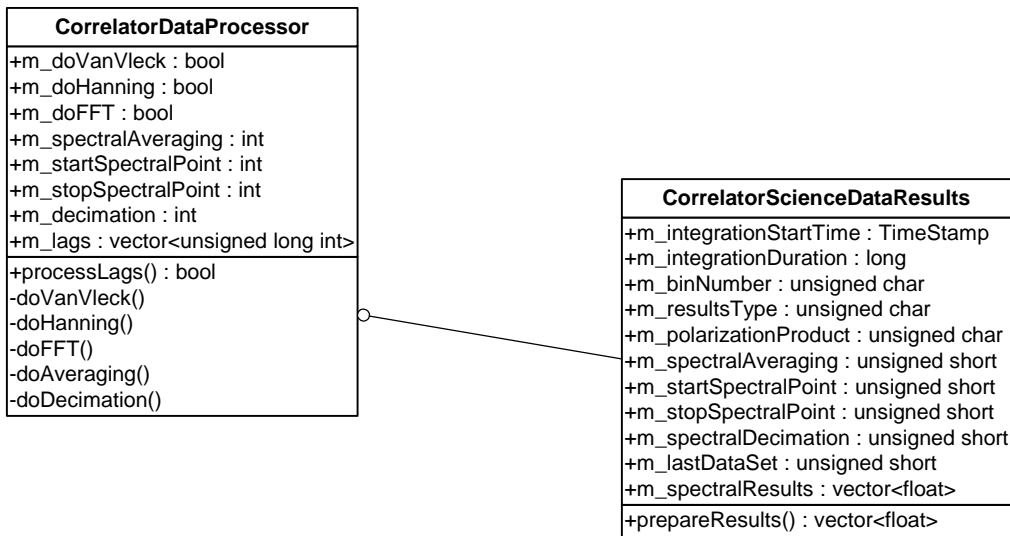 CorrelatorDataProcessor
+m_doVanVleck : bool
+m_doHanning : bool
+m_doFFT : bool
+m_spectralAveraging : int
+m_startSpectralPoint : int
+m_stopSpectralPoint : int
+m_decimation : int
+m_lags : vector<unsigned long int>
+processLags() : bool
-doVanVleck()
-doHanning()
-doFFT()
-doAveraging()
-doDecimation()
CorrelatorScienceDataResults
+m_integrationStartTime : TimeStamp
+m_integrationDuration : long
+m_binNumber : unsigned char
+m_resultsType : unsigned char
+m_polarizationProduct : unsigned char
+m_spectralAveraging : unsigned short
+m_startSpectralPoint : unsigned short
+m_stopSpectralPoint : unsigned short
+m_spectralDecimation : unsigned short
+m_lastDataSet : unsigned short
+m_spectralResults : vector<float>
+prepareResults() : vector<float>